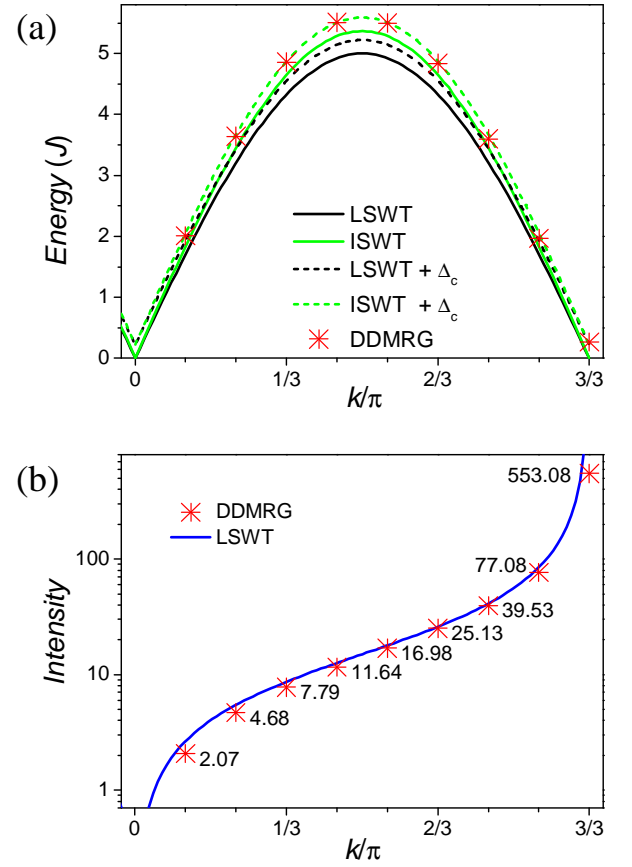 (a)
Energy (J)
5
4
3
2
1
0
LSWT
ISWT
LSWT + Δc
ISWT + Δc
DDMRG
0
1/3
2/3
3/3
k/π
(b)
Intensity
100
10
1
DDMRG
LSWT
553.08
77.08
39.53
25.13
16.98
11.64
7.79
4.68
2.07
0
1/3
2/3
3/3
k/π